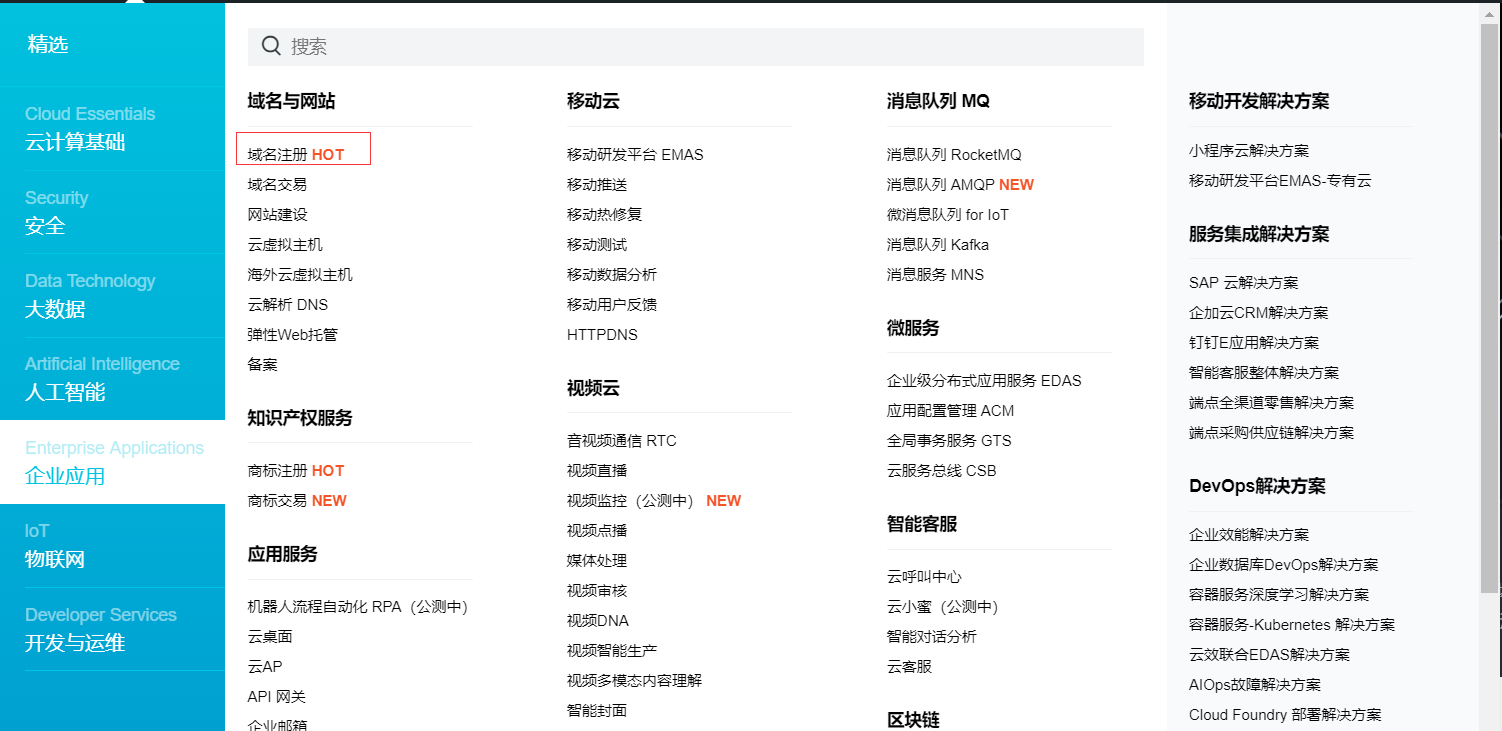 精选
Cloud Essentials
云计算基础
Security
安全
Data Technology
大数据
Artificial Intelligence
人工智能
Enterprise Applications
企业应用
IoT
物联网
Developer Services
开发与运维
搜索
域名与网站
域名注册 HOT
域名交易
网站建设
云虚拟主机
海外云虚拟主机
云解析 DNS
弹性Web托管
备案
知识产权服务
商标注册 HOT
商标交易 NEW
应用服务
机器人流程自动化 RPA（公测中）
云桌面
云AP
API 网关
企业邮箱
移动云
移动研发平台 EMAS
移动推送
移动热修复
移动测试
移动数据分析
移动用户反馈
HTTPDNS
视频云
音视频通信 RTC
视频直播
视频监控（公测中） NEW
视频点播
媒体处理
视频审核
视频DNA
视频智能生产
视频多模态内容理解
智能封面
消息队列 MQ
消息队列 RocketMQ
消息队列 AMQP NEW
微消息队列 for IoT
消息队列 Kafka
消息服务 MNS
微服务
企业级分布式应用服务 EDAS
应用配置管理 ACM
全局事务服务 GTS
云服务总线 CSB
智能客服
云呼叫中心
云小蜜（公测中）
智能对话分析
云客服
区块链
移动开发解决方案
小程序云解决方案
移动研发平台EMAS-专有云
服务集成解决方案
SAP 云解决方案
企加云CRM解决方案
钉钉E应用解决方案
智能客服整体解决方案
端点全渠道零售解决方案
端点采购供应链解决方案
DevOps解决方案
企业效能解决方案
企业数据库DevOps解决方案
容器服务深度学习解决方案
容器服务-Kubernetes 解决方案
云效联合EDAS解决方案
AIOps故障解决方案
Cloud Foundry 部署解决方案